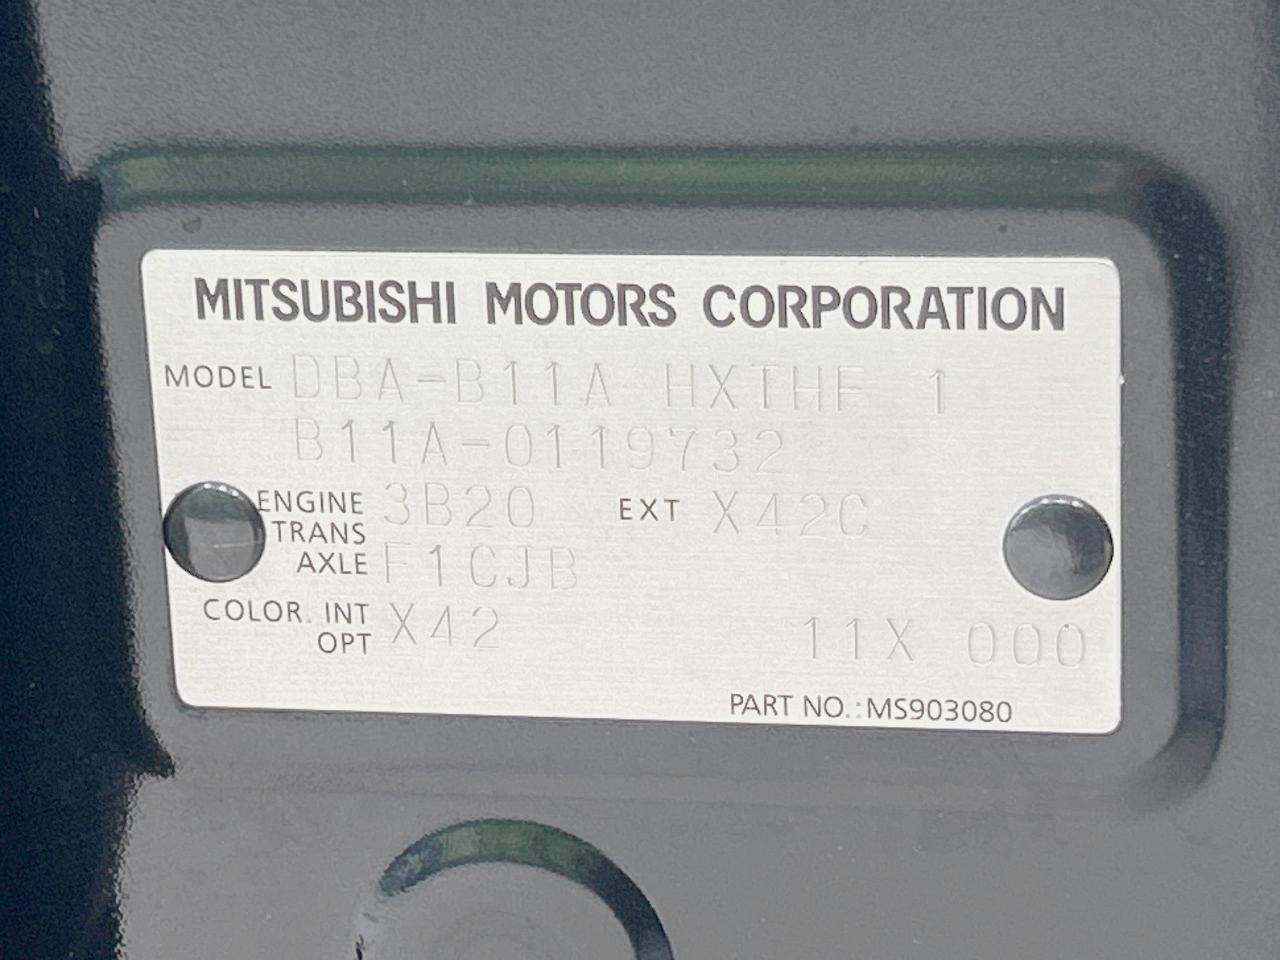 MITSUBISHI MOTORS CORPORATION
MODEL DBA-B11A HXTHF 1
B11A-0119732
ENGINE 3B20 EXT X42C
TRANS
AXLE F1CJB
COLOR. INT X42
OPT 11X 000
PART NO.:MS903080